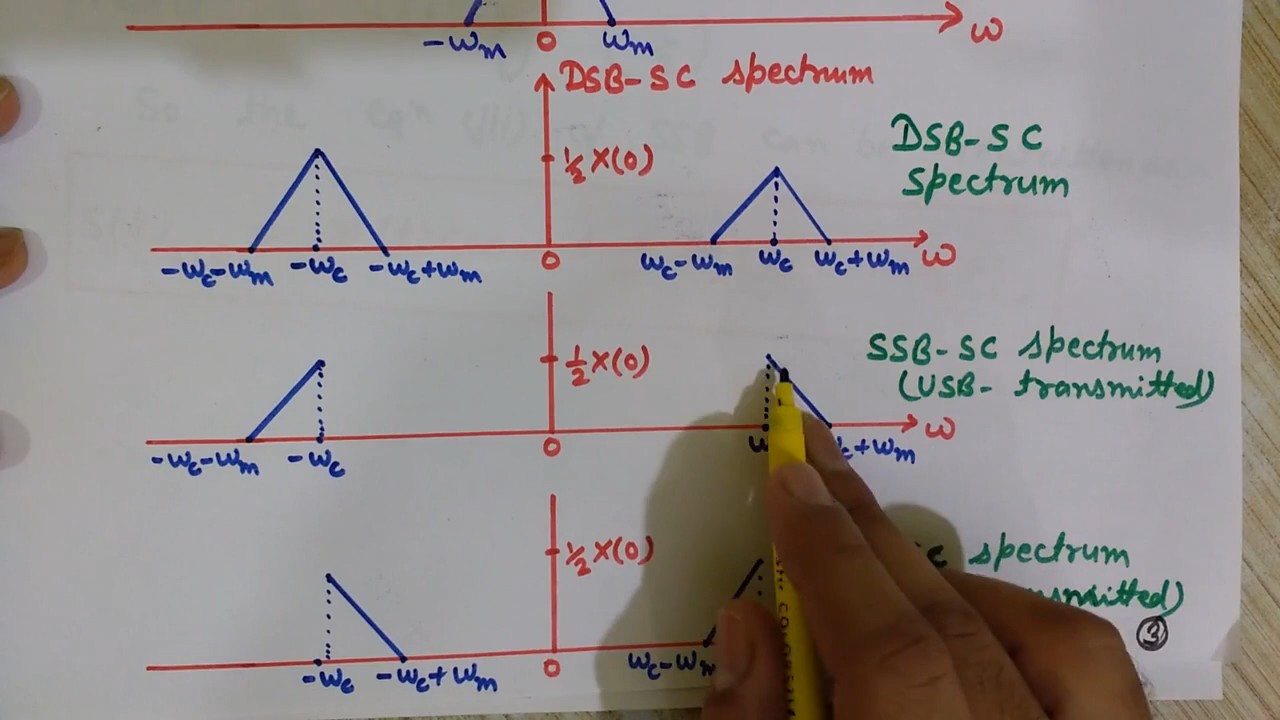 -ωm 0 ωm ω
DSB-SC spectrum
½X(0)
DSB-SC
spectrum
-ωc-ωm -ωc -ωc+ωm 0 ωc-ωm ωc ωc+ωm ω
½X(0)
SSB-SC spectrum
(USB- transmitted)
-ωc-ωm -ωc 0 +ωm ω
½X(0)
spectrum
-ωc -ωc+ωm 0 ωc-ωm
3